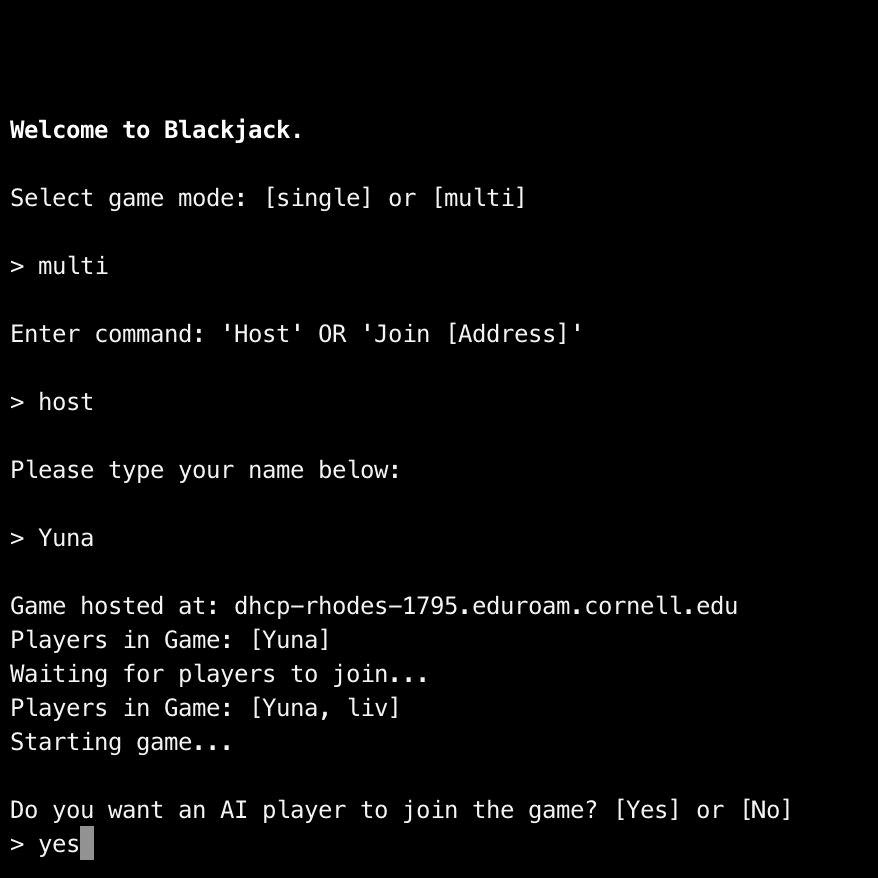 Welcome to Blackjack.
Select game mode: [single] or [multi]
> multi
Enter command: 'Host' OR 'Join [Address]'
> host
Please type your name below:
> Yuna
Game hosted at: dhcp-rhodes-1795.eduroam.cornell.edu
Players in Game: [Yuna]
Waiting for players to join...
Players in Game: [Yuna, liv]
Starting game...
Do you want an AI player to join the game? [Yes] or [No]
> yes